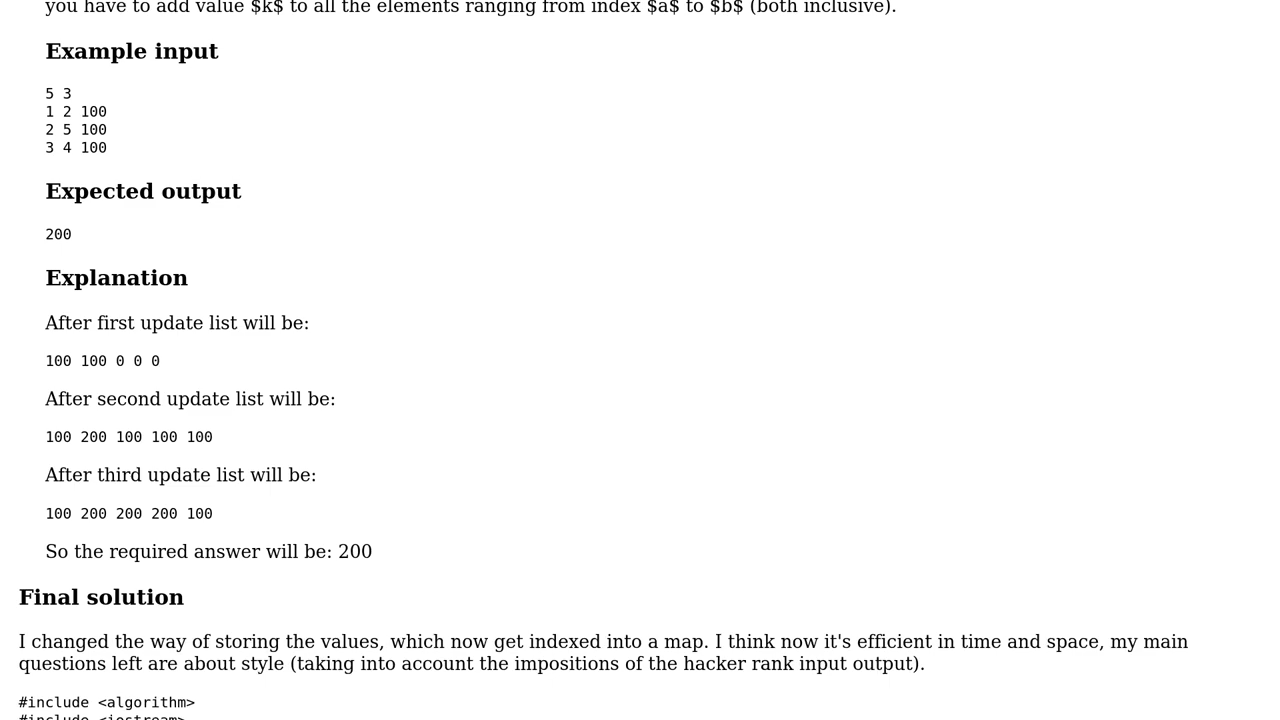 you have to add value $k$ to all the elements ranging from index $a$ to $b$ (both inclusive).
Example input
5 3
1 2 100
2 5 100
3 4 100
Expected output
200
Explanation
After first update list will be:
100 100 0 0 0
After second update list will be:
100 200 100 100 100
After third update list will be:
100 200 200 200 100
So the required answer will be: 200
Final solution
I changed the way of storing the values, which now get indexed into a map. I think now it's efficient in time and space, my main
questions left are about style (taking into account the impositions of the hacker rank input output).
#include <algorithm>
#include <iostream>